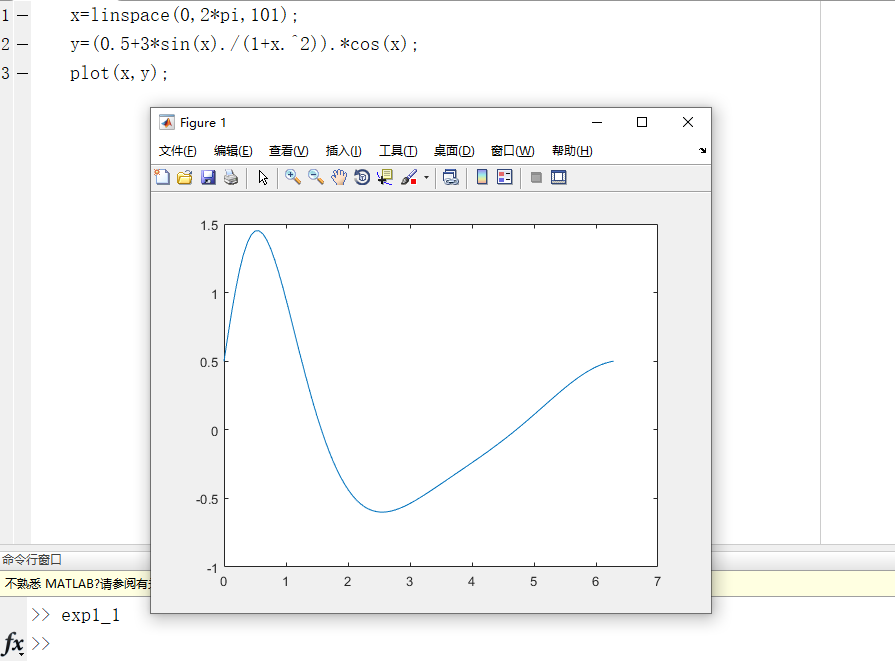 1 — x=linspace(0,2*pi,101);
2 — y=(0.5+3*sin(x)./(1+x.^2)).*cos(x);
3 — plot(x,y);
Figure 1
文件(F) 编辑(E) 查看(V) 插入(I) 工具(T) 桌面(D) 窗口(W) 帮助(H)
1.5
1
0.5
0
-0.5
-1
0 1 2 3 4 5 6 7
命令行窗口
不熟悉 MATLAB?请参阅有
>> exp1_1
fx >>